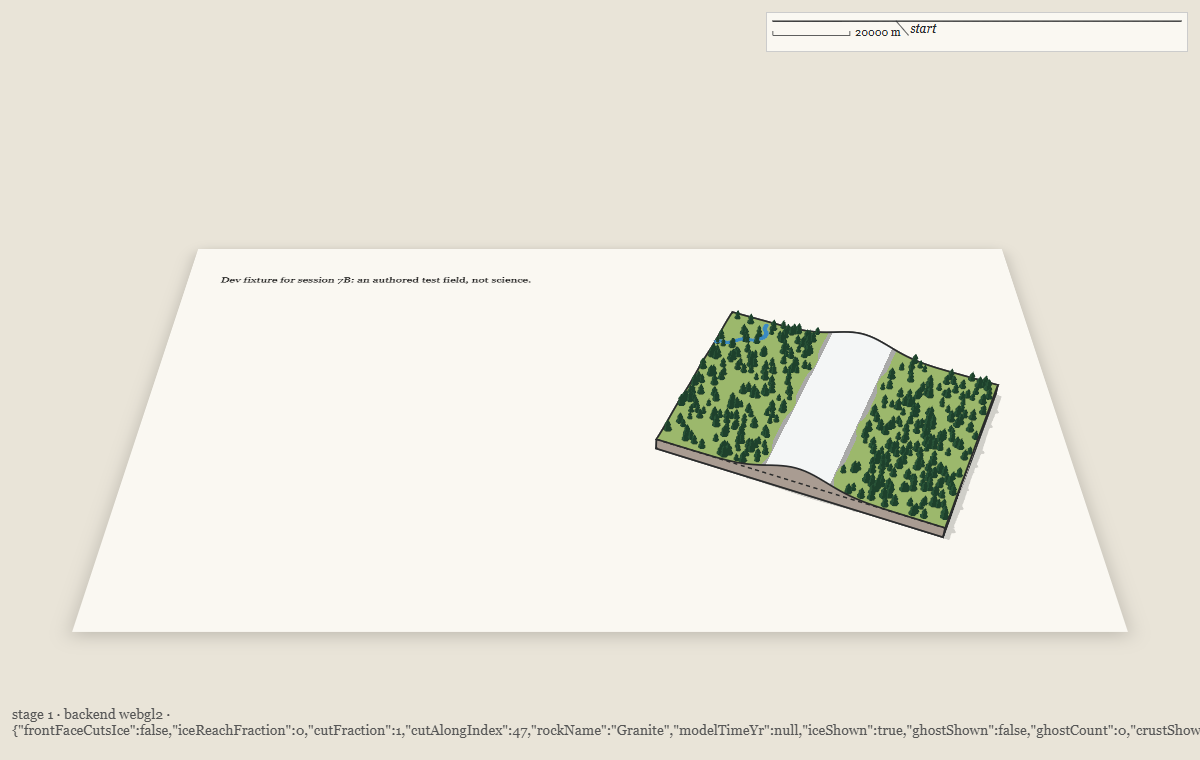 20000 m
start
Dev fixture for session 7B: an authored test field, not science.
stage 1 · backend webgl2 ·
{"frontFaceCutsIce":false,"iceReachFraction":0,"cutFraction":1,"cutAlongIndex":47,"rockName":"Granite","modelTimeYr":null,"iceShown":true,"ghostShown":false,"ghostCount":0,"crustShow